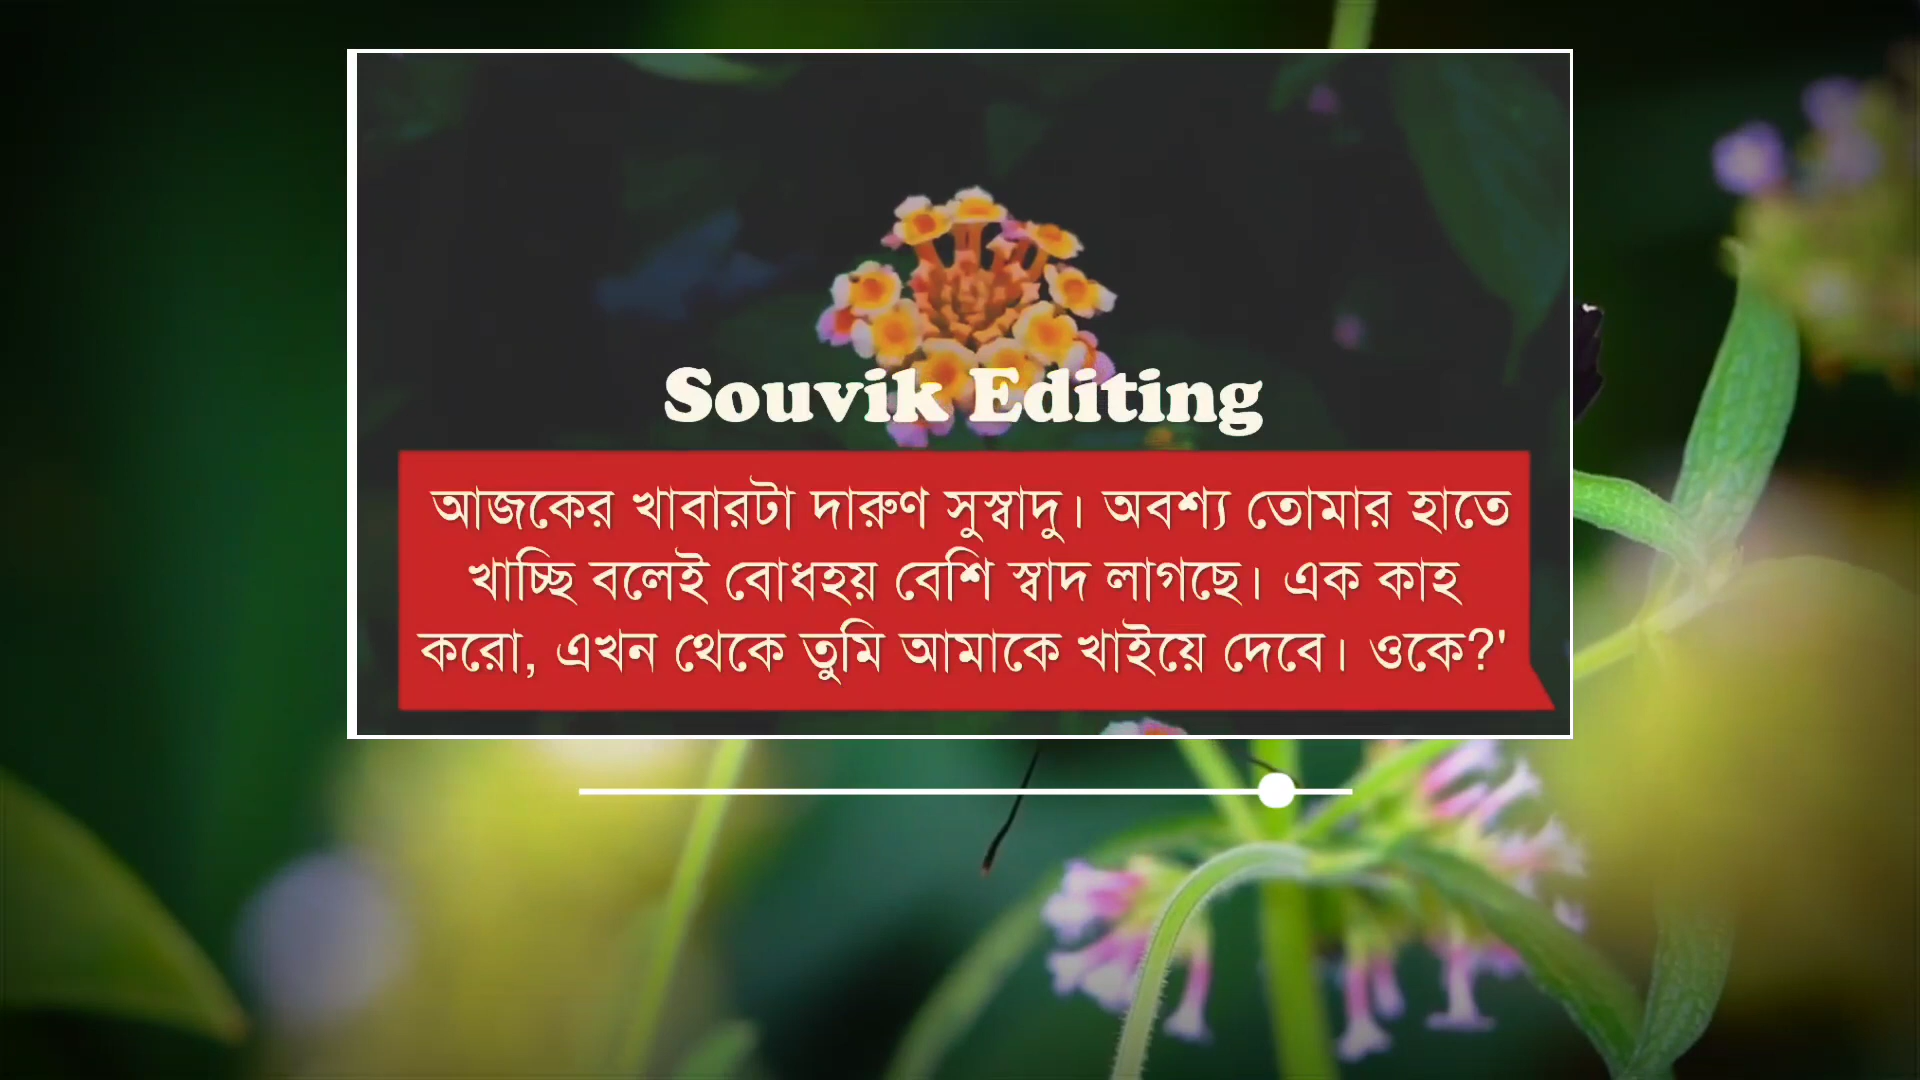 Souvik Editing
আজকের খাবারটা দারুণ সুস্বাদু। অবশ্য তোমার হাতে
খাচ্ছি বলেই বোধহয় বেশি স্বাদ লাগছে। এক কাহ
করো, এখন থেকে তুমি আমাকে খাইয়ে দেবে। ওকে?'